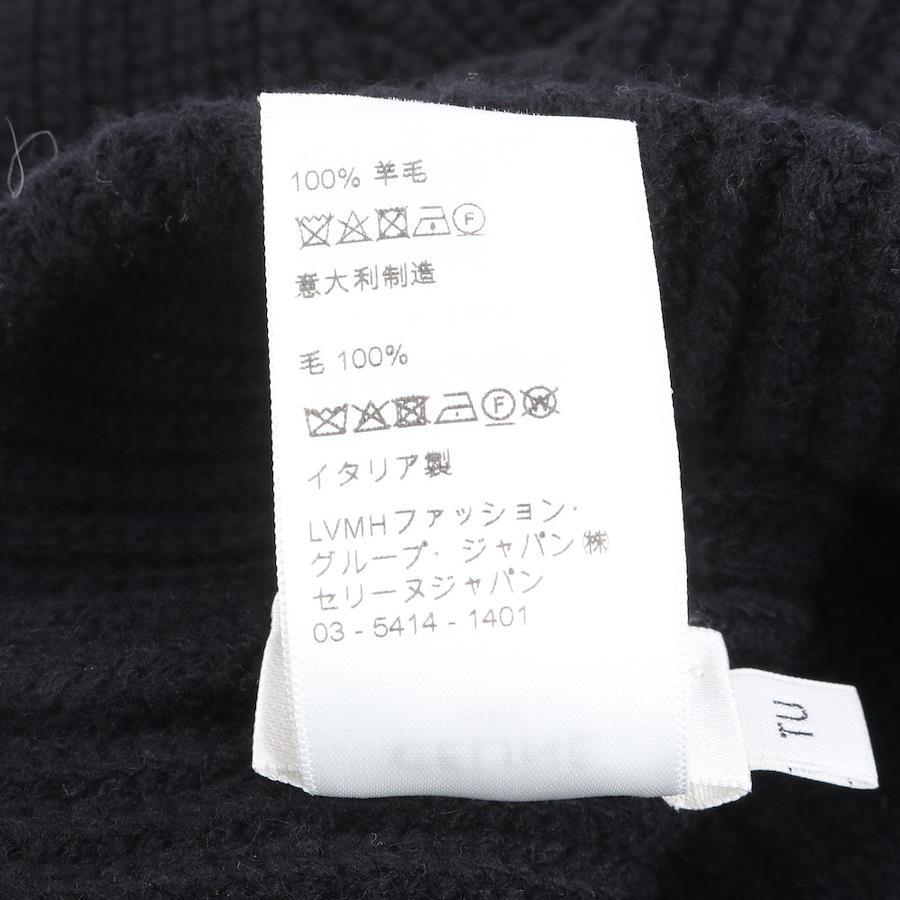 100% 羊毛
F
意大利制造
毛 100%
F W
イタリア製
LVMHファッション・
グループ・ジャパン㈱
セリーヌジャパン
03 - 5414 - 1401
TU